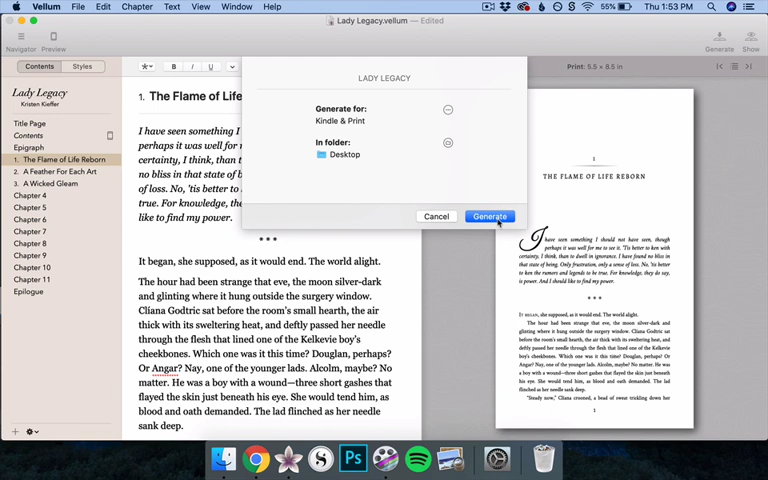 Vellum File Edit Chapter Text View Window Help
55% Thu 1:53 PM
Lady Legacy.vellum — Edited
Navigator Preview
Generate Show
Contents Styles
B I U
Print: 5.5 × 8.5 in
Lady Legacy
Kristen Kieffer
Title Page
Contents
Epigraph
1. The Flame of Life Reborn
2. A Feather For Each Art
3. A Wicked Gleam
Chapter 4
Chapter 5
Chapter 6
Chapter 7
Chapter 8
Chapter 9
Chapter 10
Chapter 11
Epilogue
1. The Flame of Life
I have seen something I
perhaps it was well for
certainty, I think, than t
in that state of b
of loss. No, 'tis better to
true. For knowledge, the
like to find my power.
It began, she supposed, as it would end. The world alight.
The hour had been strange that eve, the moon silver-dark
and glinting where it hung outside the surgery window.
Clíana Godtric sat before the room's small hearth, the air
thick with its sweltering heat, and deftly passed her needle
through the flesh that lined one of the Kelkevie boy's
cheekbones. Which one was it this time? Douglan, perhaps?
Or Angar? Nay, one of the younger lads. Alcolm, maybe? No
matter. He was a boy with a wound—three short gashes that
flayed the skin just beneath his eye. She would tend him, as
blood and oath demanded. The lad flinched as her needle
sank deep.
LADY LEGACY
Generate for:
Kindle & Print
In folder:
Desktop
Cancel Generate
1
THE FLAME OF LIFE REBORN
I have seen something I should not have seen, though
perhaps it was well for me to see it. 'Tis better to ken with
certainty, I think, than to dwell in ignorance. I have found no bliss in
that state of being. Only frustration, only a sense of loss. No, 'tis better
to ken the rumors and legends to be true. For knowledge, they do say,
is power. And I should like to find my power.
It began, she supposed, as it would end. The world alight.
The hour had been strange that eve, the moon silver-dark
and glinting where it hung outside the surgery window. Clíana
Godtric sat before the room's small hearth, the air thick with its
sweltering heat, and deftly passed her needle through the flesh
that lined one of the Kelkevie boy's cheekbones. Which one was it
this time? Douglan, perhaps? Or Angar? Nay, one of the younger
lads. Alcolm, maybe? No matter. He was a boy with a wound—
three short gashes that flayed the skin just beneath his eye.
She would tend him, as blood and oath demanded. The lad
flinched as her needle sank deep.
"Steady now," Clíana crooned, a bead of sweat trickling down her
1
S
Ps